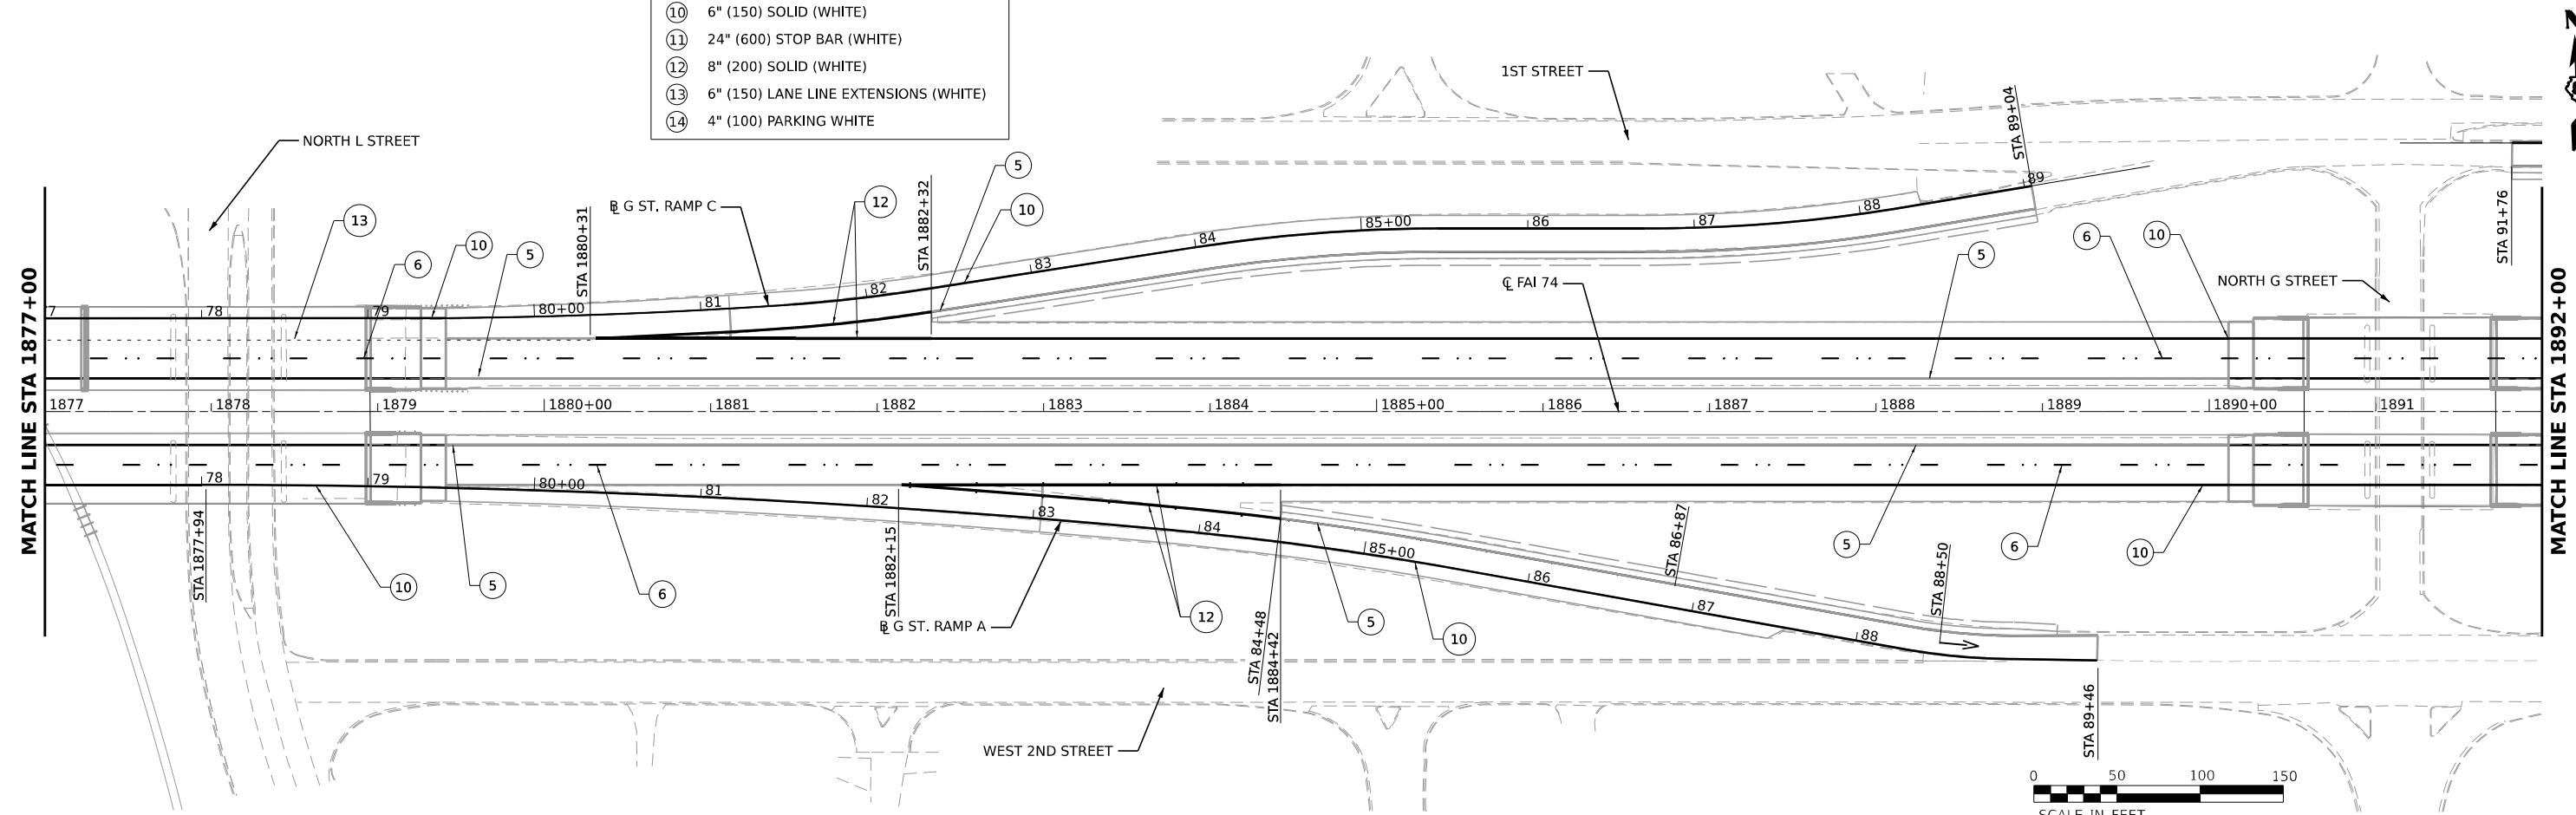 10 6" (150) SOLID (WHITE)
11 24" (600) STOP BAR (WHITE)
12 8" (200) SOLID (WHITE)
13 6" (150) LANE LINE EXTENSIONS (WHITE)
14 4" (100) PARKING WHITE
N
1ST STREET
STA 89+04
NORTH L STREET
5
12
10
℄ G ST. RAMP C
STA 1880+31
STA 1882+32
13
10
6
5
STA 91+76
6
10
5
NORTH G STREET
℄ FAI 74
MATCH LINE STA 1877+00
MATCH LINE STA 1892+00
7 78 79 80+00 81 82 83 84 85+00 86 87 88 89
1877 1878 1879 1880+00 1881 1882 1883 1884 1885+00 1886 1887 1888 1889 1890+00 1891
78 79 80+00 81 82 83 84 85+00 86 87 88
STA 1877+94
STA 1882+15
STA 86+87
STA 88+50
10
5
6
12
5
10
5
6
10
℄ G ST. RAMP A
STA 84+48
STA 1884+42
STA 89+46
WEST 2ND STREET
0 50 100 150
SCALE IN FEET